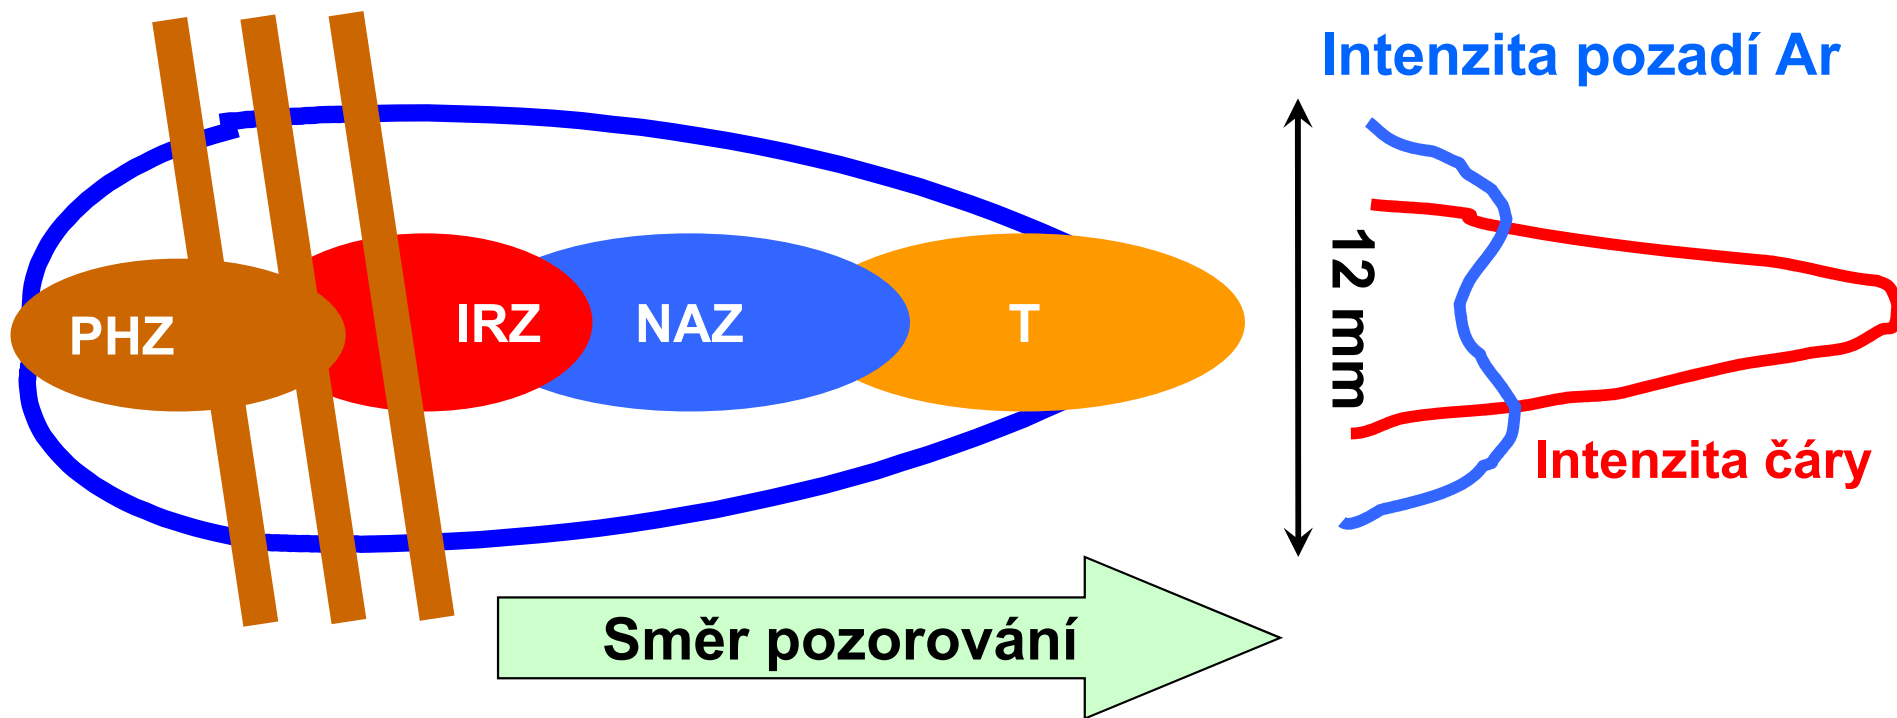 Intenzita pozadí Ar
PHZ
IRZ
NAZ
T
12 mm
Intenzita čáry
Směr pozorování